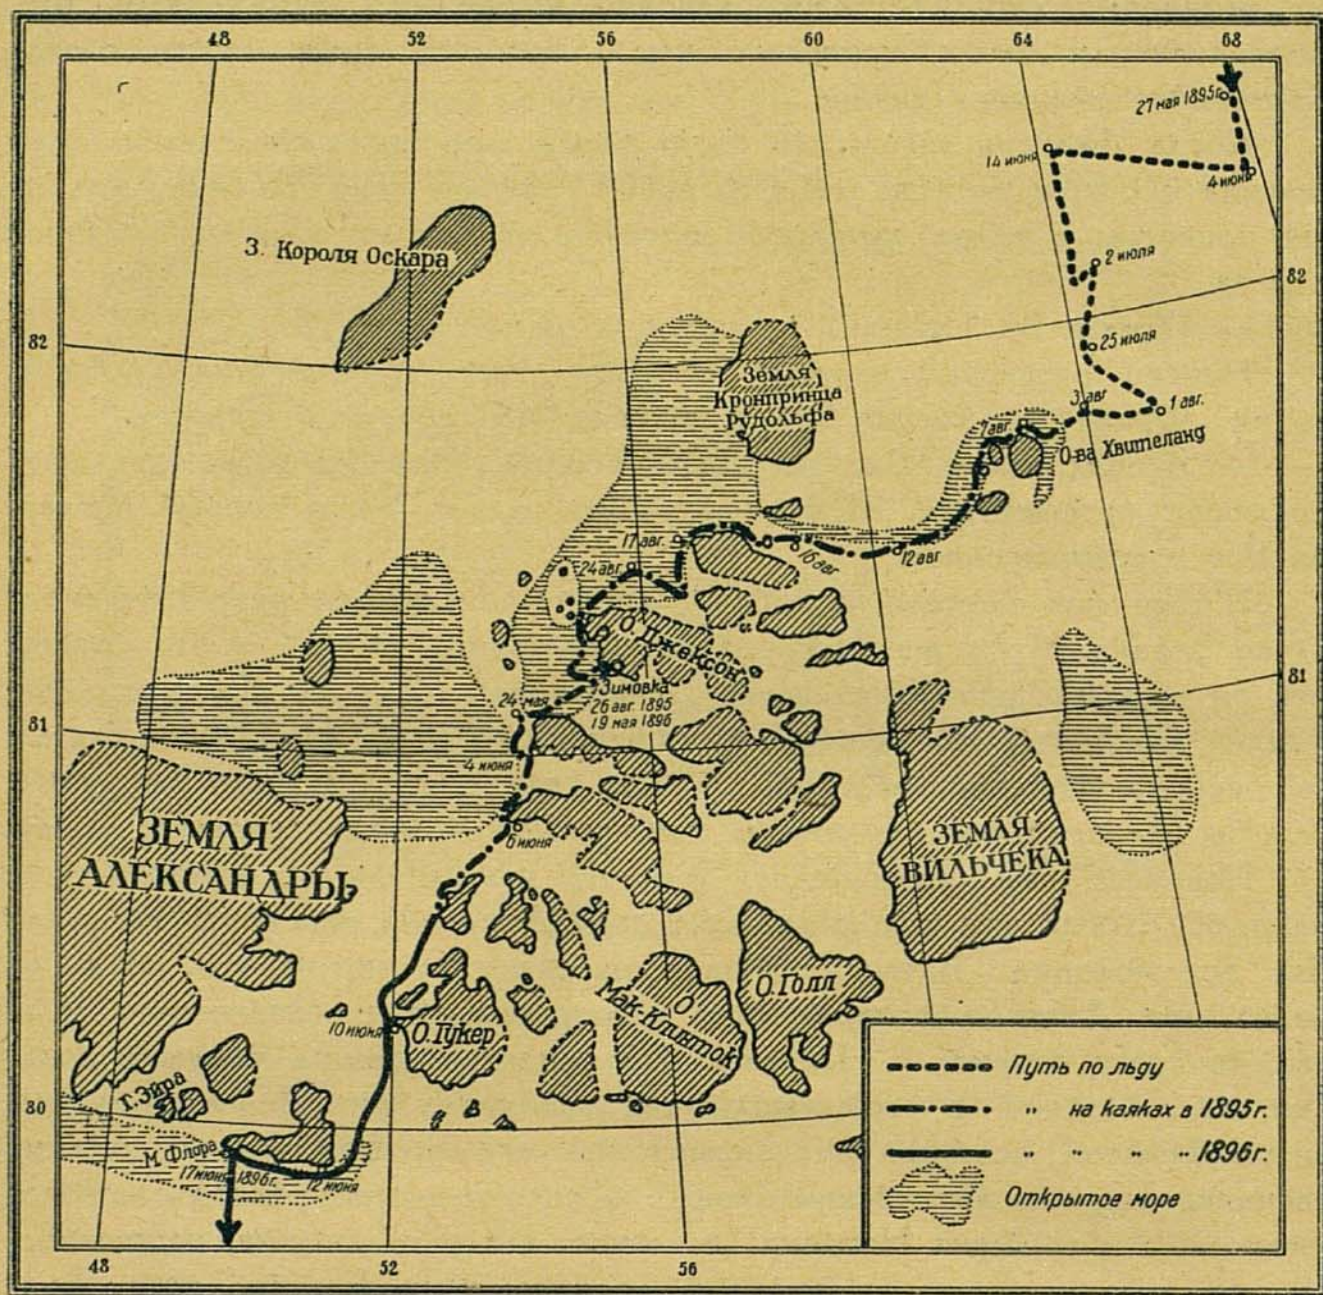 48 52 56 60 64 68
27 мая 1895г.
14 июня
4 июня
З. Короля Оскара
2 июля
82
82
25 июля
Земля
Кронпринца
Рудольфа
3 авг
1 авг.
7 авг.
О-ва Хвителанд
17 авг.
16 авг
12 авг
24 авг.
О. Джексон
Зимовка
26 авг. 1895
19 мая 1896
24 мая
81
81
4 июня
ЗЕМЛЯ
АЛЕКСАНДРЫ
6 июня
ЗЕМЛЯ
ВИЛЬЧЕКА
О.
Мак-Клинток
О. Голл
10 июня
О. Гукер
Г. Эйра
80
М. Флора
17 июня 1896г.
12 июня
Путь по льду
" на каяках в 1895г.
" " " " 1896г.
Открытое море
48 52 56